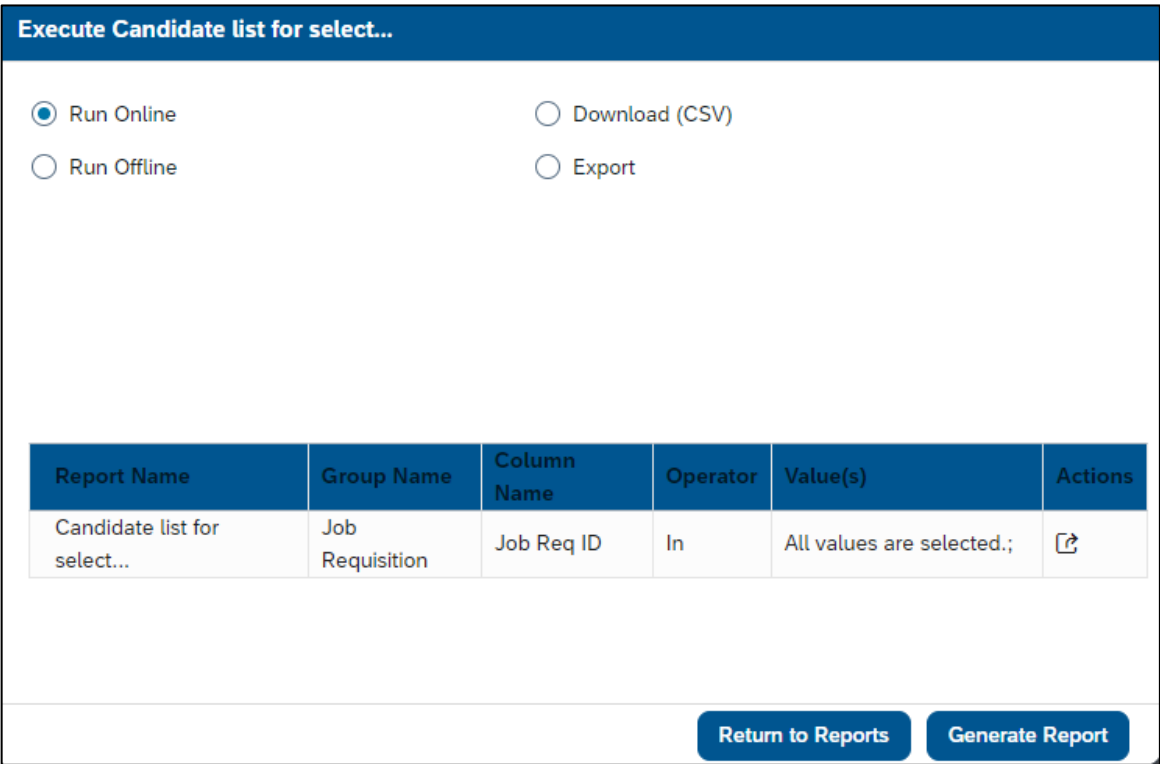 Execute Candidate list for select...
Run Online
Download (CSV)
Run Offline
Export
Report Name
Group Name
Column
Name
Operator
Value(s)
Actions
Candidate list for
select...
Job
Requisition
Job Req ID
In
All values are selected.;
Return to Reports
Generate Report